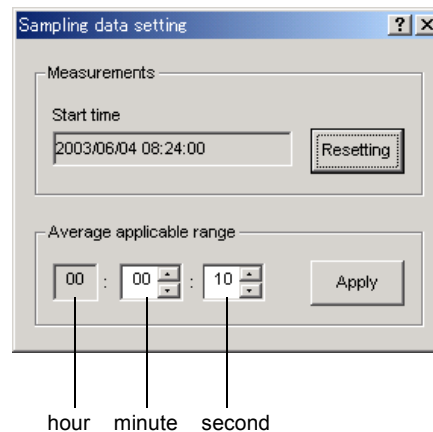 Sampling data setting ? ×
Measurements
Start time
2003/06/04 08:24:00 Resetting
Average applicable range
00 : 00 : 10 Apply
hour minute second